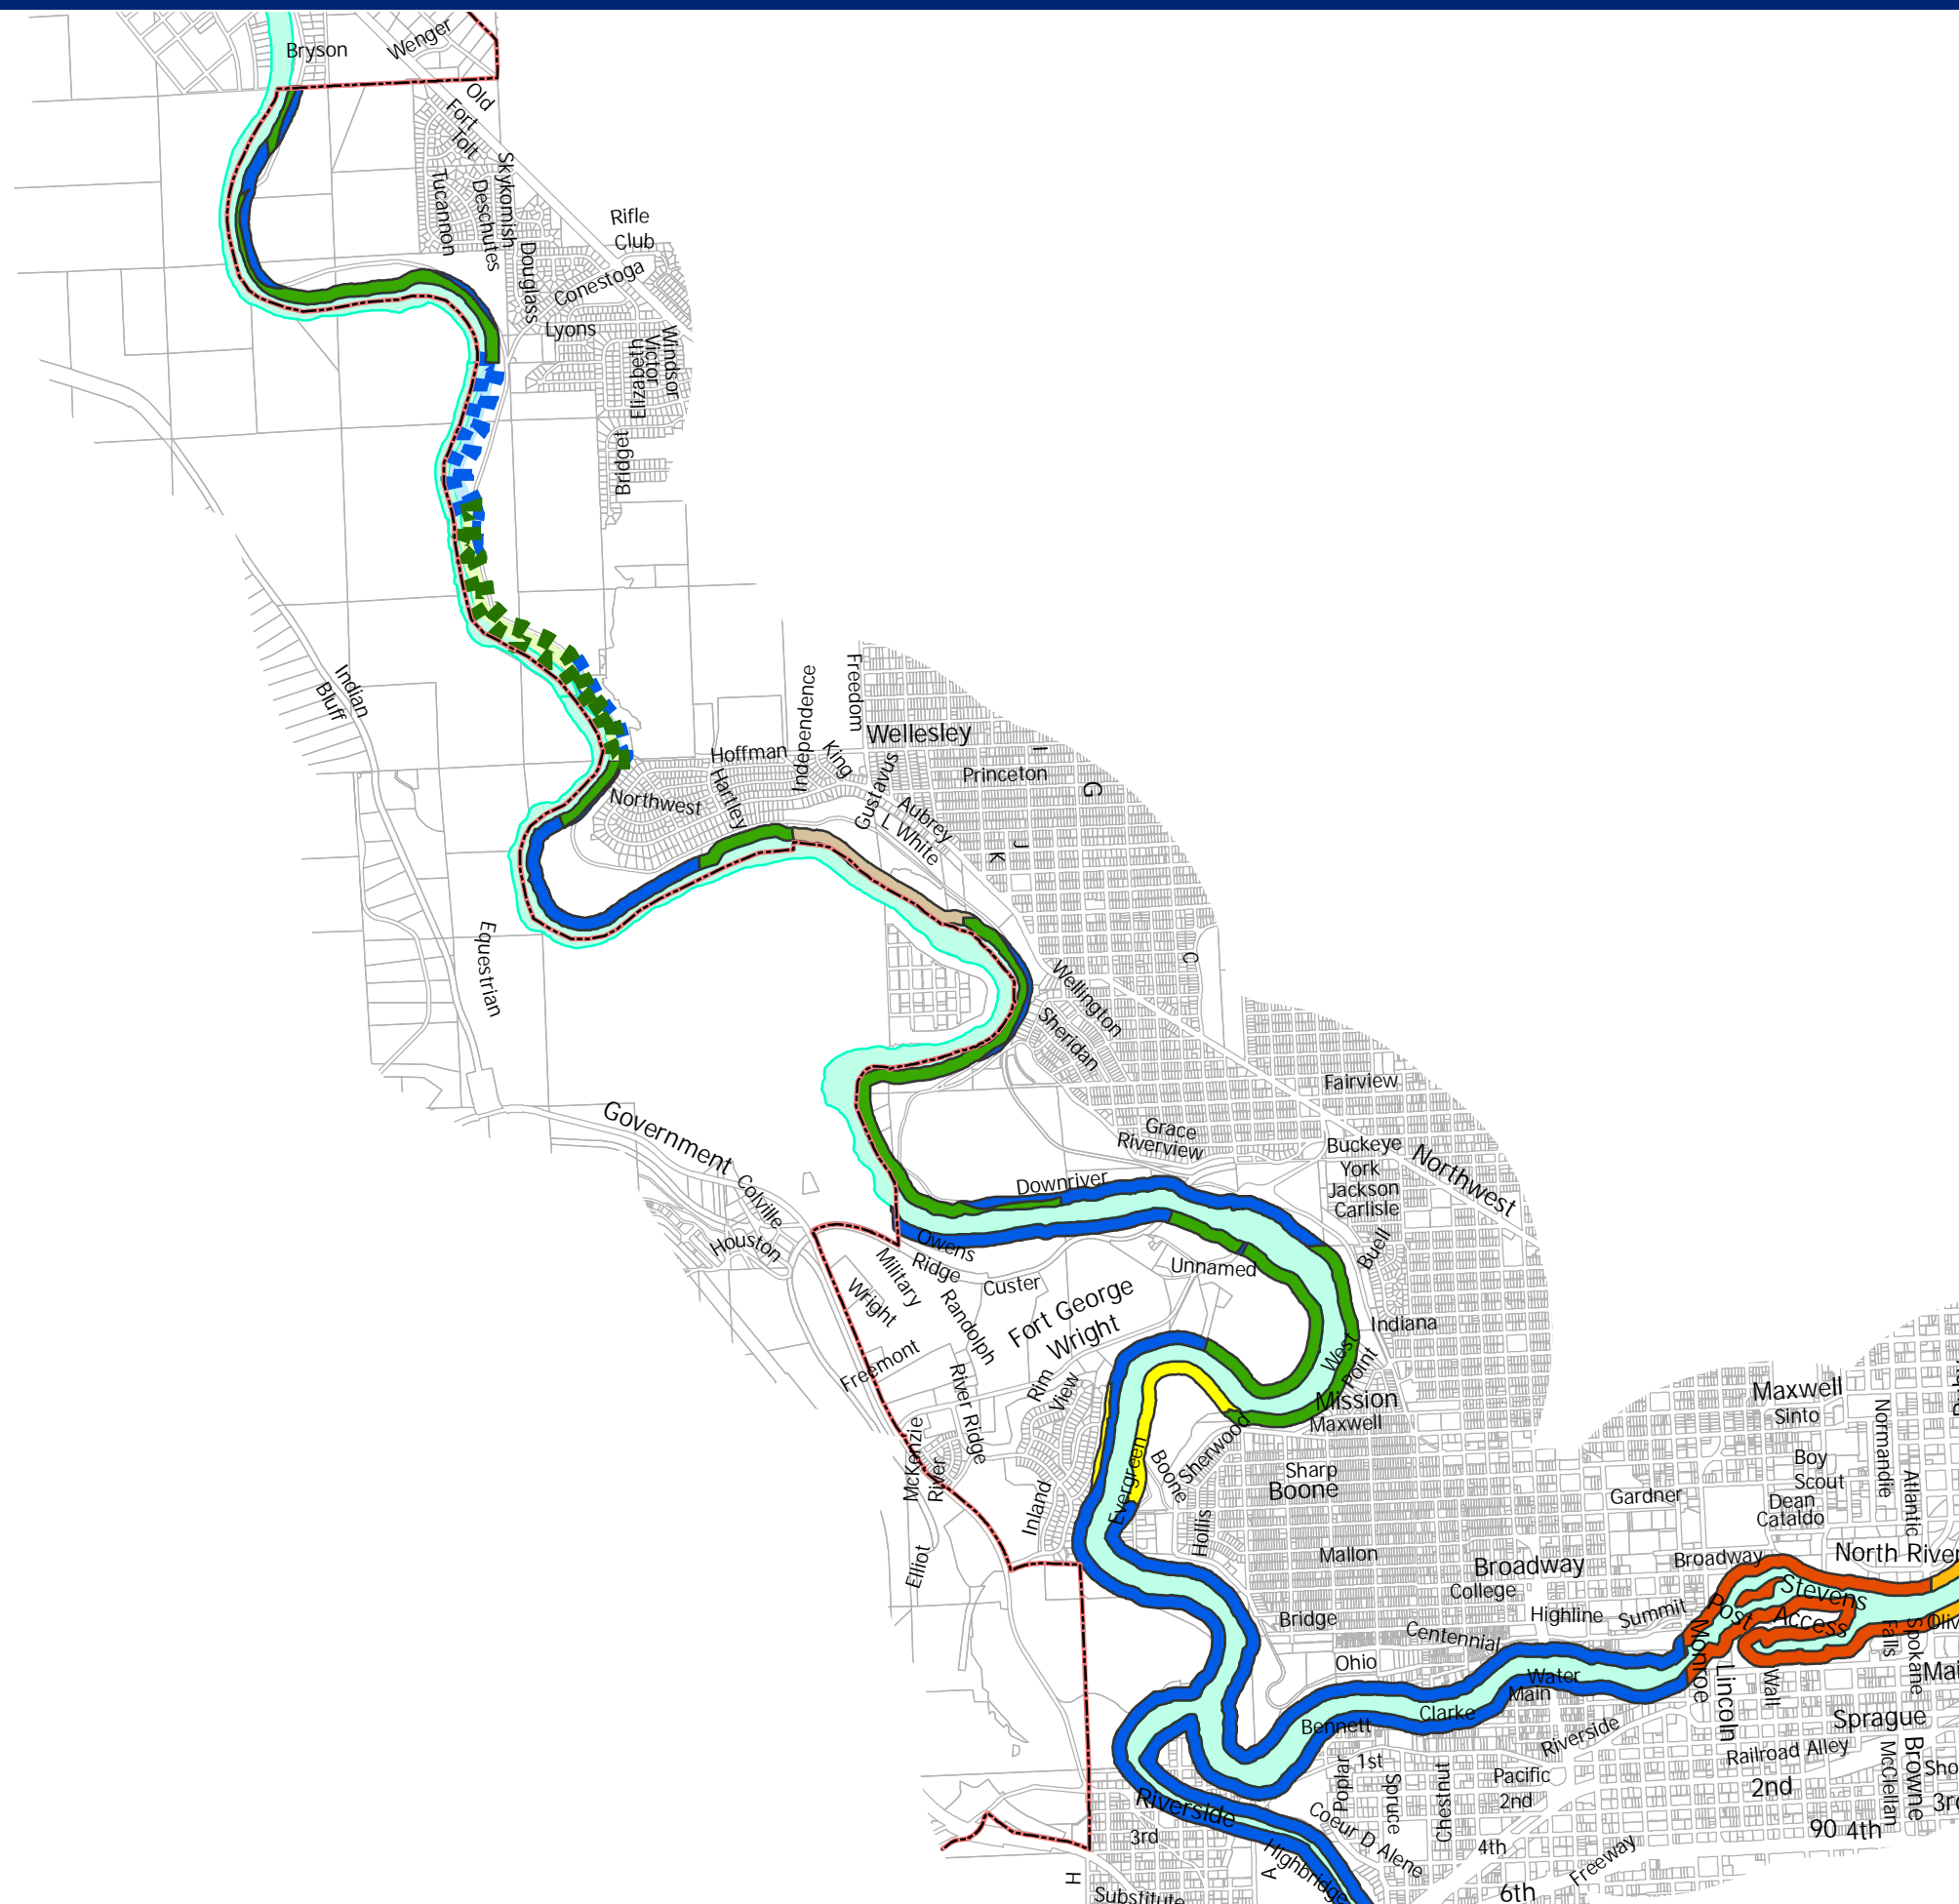 Bryson
Wenger
Old
Fort
Tolt
Skykomish
Tucannon
Deschutes
Rifle
Club
Douglass
Conestoga
Lyons
Windsor
Victor
Elizabeth
Bridget
Indian
Bluff
Independence
Freedom
Wellesley
Hoffman
King
I
Princeton
Gustavus
G
Hartley
Northwest
Aubrey
L White
J
K
Equestrian
C
Wellington
Sheridan
Fairview
Government
Grace
Riverview
Buckeye
Northwest
York
Jackson
Carlisle
Downriver
Colville
Houston
Owens
Ridge
Military
Buell
Unnamed
Custer
Wright
Randolph
Fort George
Wright
Indiana
West
Point
Freemont
River Ridge
Rim
View
Mission
Maxwell
Maxwell
Sinto
Normandie
McKenzie
River
Evergreen
Boone
Sherwood
Sharp
Boone
Boy
Scout
Gardner
Dean
Cataldo
Atlantic
Inland
Hollis
Elliot
Mallon
Broadway
Broadway
North River
College
Stevens
Bridge
Highline
Summit
Post
Access
Centennial
Monroe
Falls
Spokane
Oliv
Ohio
Water
Main
Lincoln
Wall
Mai
Clarke
Bennett
Riverside
Sprague
1st
Railroad Alley
Browne
McClellan
Sho
Poplar
Spruce
Chestnut
Pacific
2nd
2nd
Riverside
3rd
Coeur D Alene
4th
90
4th
Highbridge
A
H
Freeway
6th
Substitute